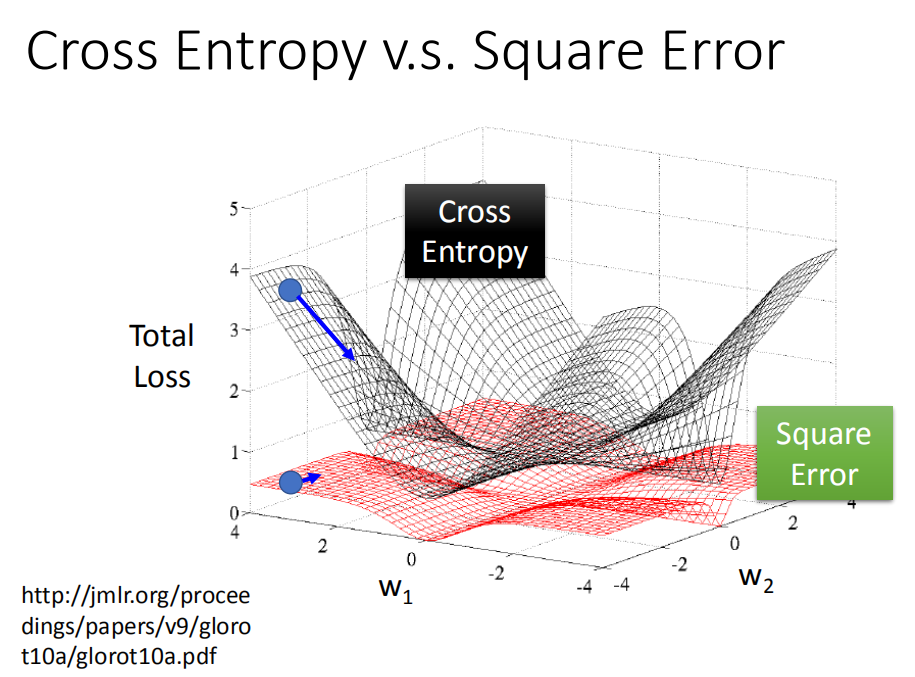 Cross Entropy v.s. Square Error
Cross
Entropy
Total
Loss
Square
Error
5
4
3
2
1
0
4
2
0
-2
-4
-4
-2
0
2
4
w1
w2
http://jmlr.org/procee
dings/papers/v9/gloro
t10a/glorot10a.pdf